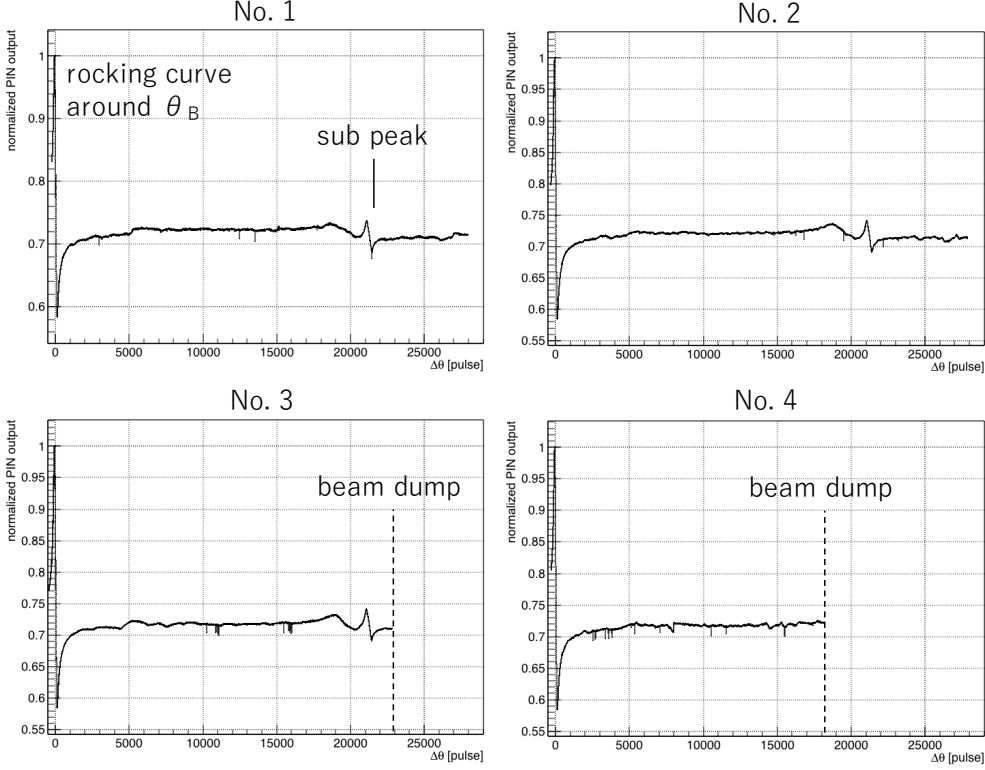 No. 1
normalized PIN output
1
0.9
0.8
0.7
0.6
rocking curve
around θ B
sub peak
0 5000 10000 15000 20000 25000
Δθ [pulse]
No. 2
normalized PIN output
1
0.95
0.9
0.85
0.8
0.75
0.7
0.65
0.6
0.55
0 5000 10000 15000 20000 25000
Δθ [pulse]
No. 3
normalized PIN output
1
0.95
0.9
0.85
0.8
0.75
0.7
0.65
0.6
0.55
beam dump
0 5000 10000 15000 20000 25000
Δθ [pulse]
No. 4
normalized PIN output
1
0.95
0.9
0.85
0.8
0.75
0.7
0.65
0.6
0.55
beam dump
0 5000 10000 15000 20000 25000
Δθ [pulse]